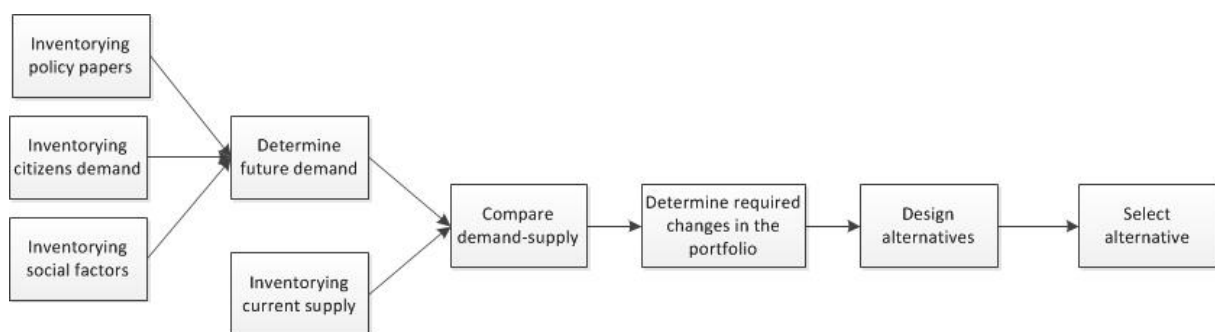 Inventorying
policy papers
Inventorying
citizens demand
Inventorying
social factors
Determine
future demand
Inventorying
current supply
Compare
demand-supply
Determine required
changes in the
portfolio
Design
alternatives
Select
alternative